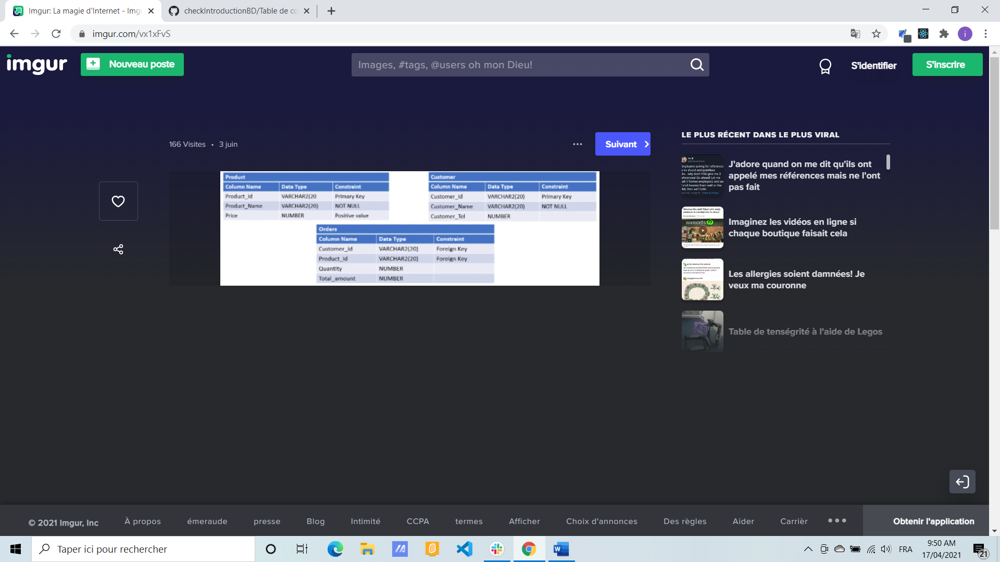 Imgur: La magie d'Internet - Img
checkIntroductionBD/Table de co
imgur.com/vx1xFvS
i
imgur
Nouveau poste
Images, #tags, @users oh mon Dieu!
S'identifier
S'inscrire
166 Visites • 3 juin
Suivant
LE PLUS RÉCENT DANS LE PLUS VIRAL
J'adore quand on me dit qu'ils ont
appelé mes références mais ne l'ont
pas fait
Imaginez les vidéos en ligne si
chaque boutique faisait cela
Les allergies soient damnées! Je
veux ma couronne
Table de tenségrité à l'aide de Legos
Product
Column Name Data Type Constraint
Product_id VARCHAR2(20 Primary Key
Product_Name VARCHAR2(20) NOT NULL
Price NUMBER Positive value
Customer
Column Name Data Type Constraint
Customer_id VARCHAR2(20) Primary Key
Customer_Name VARCHAR2(20) NOT NULL
Customer_Tel NUMBER
Orders
Column Name Data Type Constraint
Customer_id VARCHAR2(20) Foreign Key
Product_id VARCHAR2(20) Foreign Key
Quantity NUMBER
Total_amount NUMBER
© 2021 Imgur, Inc À propos émeraude presse Blog Intimité CCPA termes Afficher Choix d'annonces Des règles Aider Carrièr
Obtenir l'application
Taper ici pour rechercher
FRA
9:50 AM
17/04/2021
21